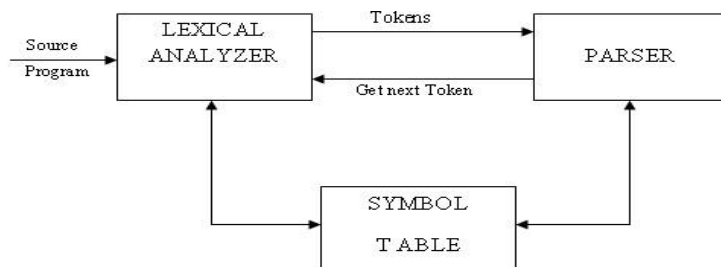 Source
Program
LEXICAL
ANALYZER
Tokens
Get next Token
PARSER
SYMBOL
TABLE